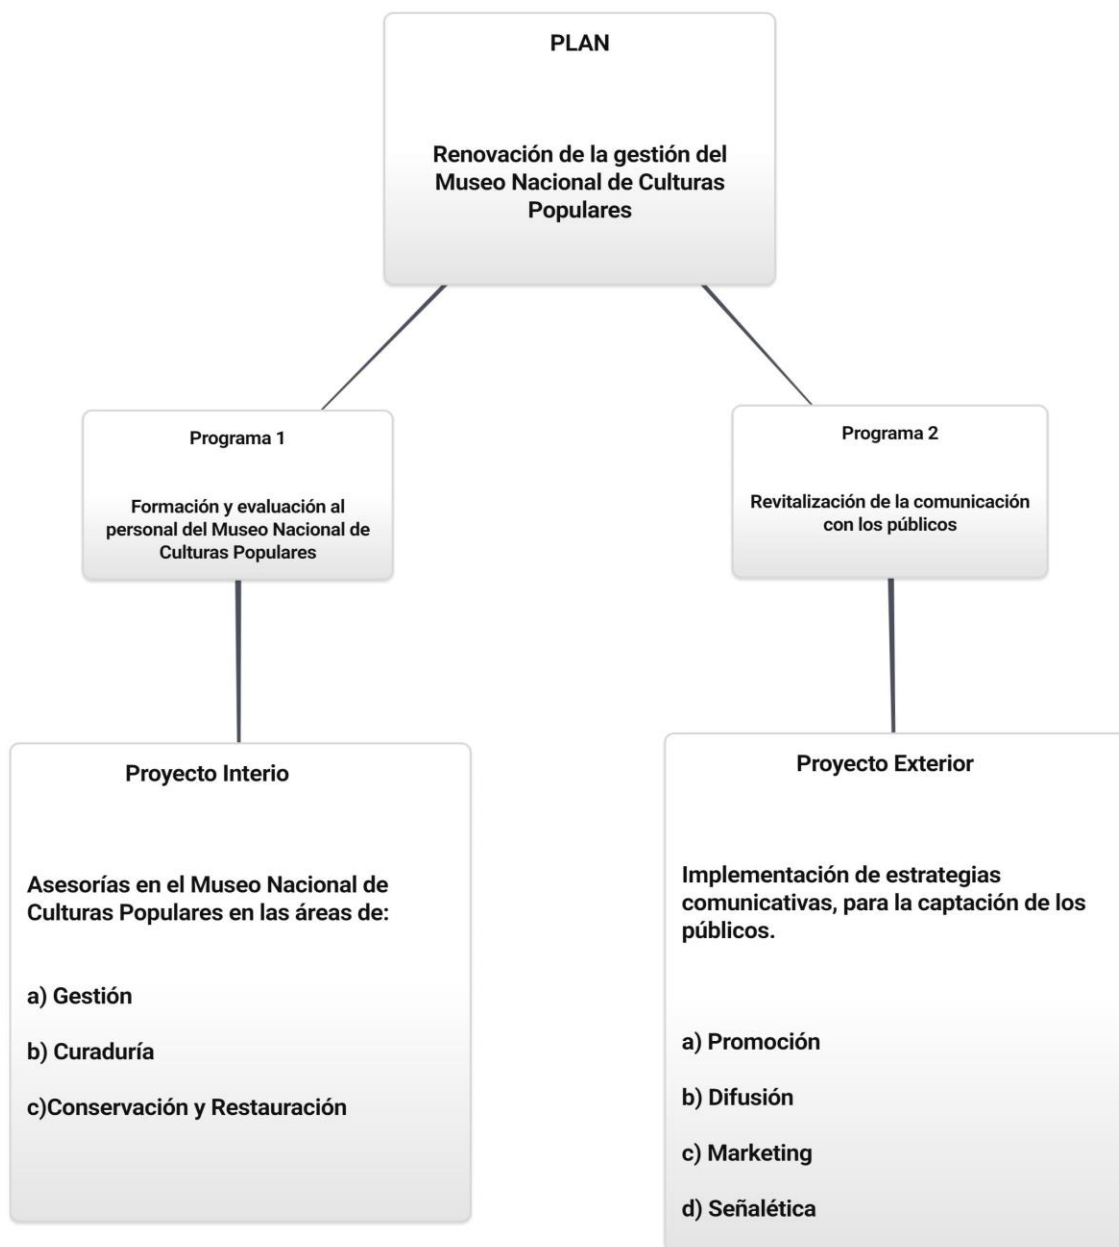 PLAN
Renovación de la gestión del
Museo Nacional de Culturas
Populares
Programa 1
Formación y evaluación al
personal del Museo Nacional de
Culturas Populares
Programa 2
Revitalización de la comunicación
con los públicos
Proyecto Interio
Asesorías en el Museo Nacional de
Culturas Populares en las áreas de:
a) Gestión
b) Curaduría
c)Conservación y Restauración
Proyecto Exterior
Implementación de estrategias
comunicativas, para la captación de los
públicos.
a) Promoción
b) Difusión
c) Marketing
d) Señalética